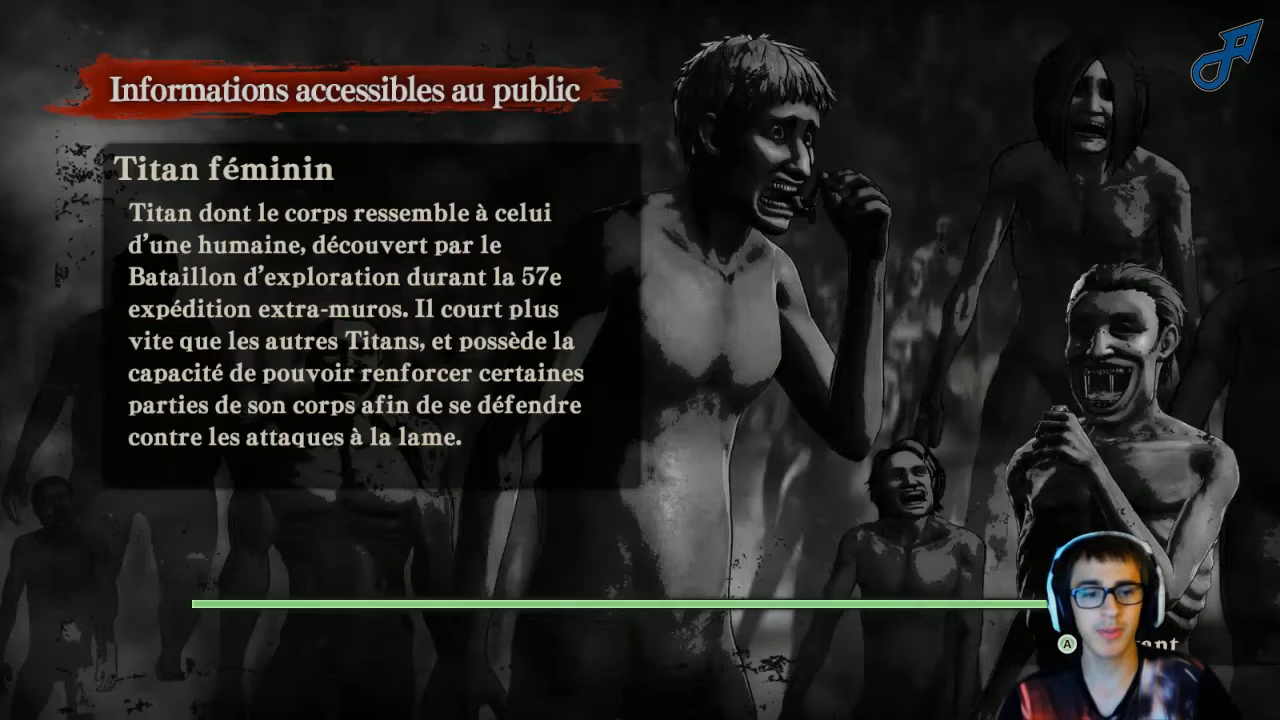 Informations accessibles au public
Titan féminin
Titan dont le corps ressemble à celui
d'une humaine, découvert par le
Bataillon d'exploration durant la 57e
expédition extra-muros. Il court plus
vite que les autres Titans, et possède la
capacité de pouvoir renforcer certaines
parties de son corps afin de se défendre
contre les attaques à la lame.
A